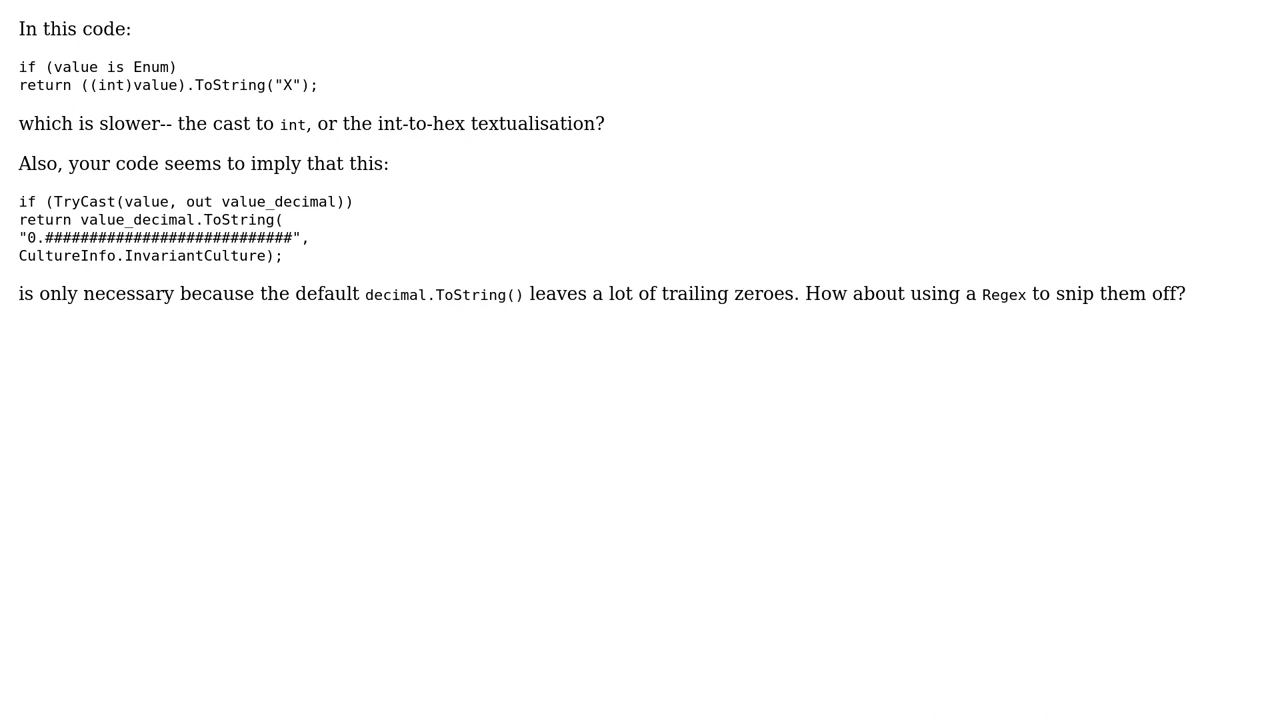 In this code:
if (value is Enum)
return ((int)value).ToString("X");
which is slower-- the cast to int, or the int-to-hex textualisation?
Also, your code seems to imply that this:
if (TryCast(value, out value_decimal))
return value_decimal.ToString(
"0.############################",
CultureInfo.InvariantCulture);
is only necessary because the default decimal.ToString() leaves a lot of trailing zeroes. How about using a Regex to snip them off?